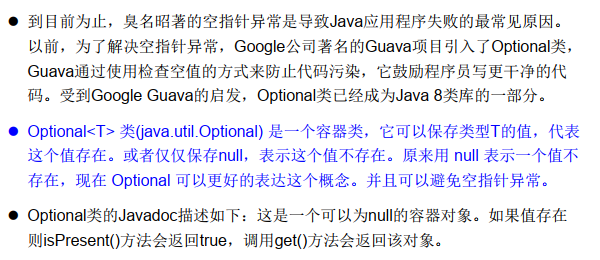 ● 到目前为止，臭名昭著的空指针异常是导致Java应用程序失败的最常见原因。
以前，为了解决空指针异常，Google公司著名的Guava项目引入了Optional类，
Guava通过使用检查空值的方式来防止代码污染，它鼓励程序员写更干净的代
码。受到Google Guava的启发，Optional类已经成为Java 8类库的一部分。
● Optional<T> 类(java.util.Optional) 是一个容器类，它可以保存类型T的值，代表
这个值存在。或者仅仅保存null，表示这个值不存在。原来用 null 表示一个值不
存在，现在 Optional 可以更好的表达这个概念。并且可以避免空指针异常。
● Optional类的Javadoc描述如下：这是一个可以为null的容器对象。如果值存在
则isPresent()方法会返回true，调用get()方法会返回该对象。